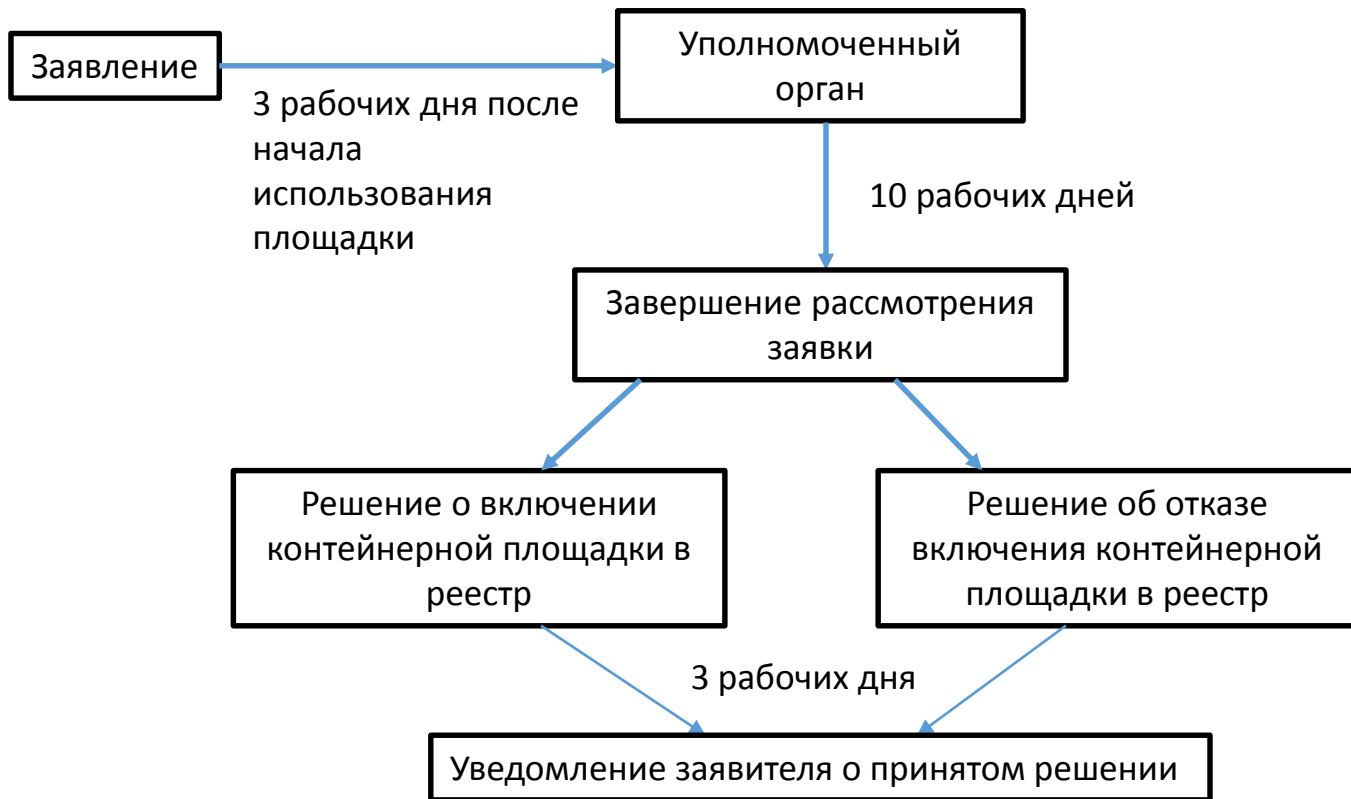 Заявление
Уполномоченный
орган
3 рабочих дня после
начала
использования
площадки
10 рабочих дней
Завершение рассмотрения
заявки
Решение о включении
контейнерной площадки в
реестр
Решение об отказе
включения контейнерной
площадки в реестр
3 рабочих дня
Уведомление заявителя о принятом решении